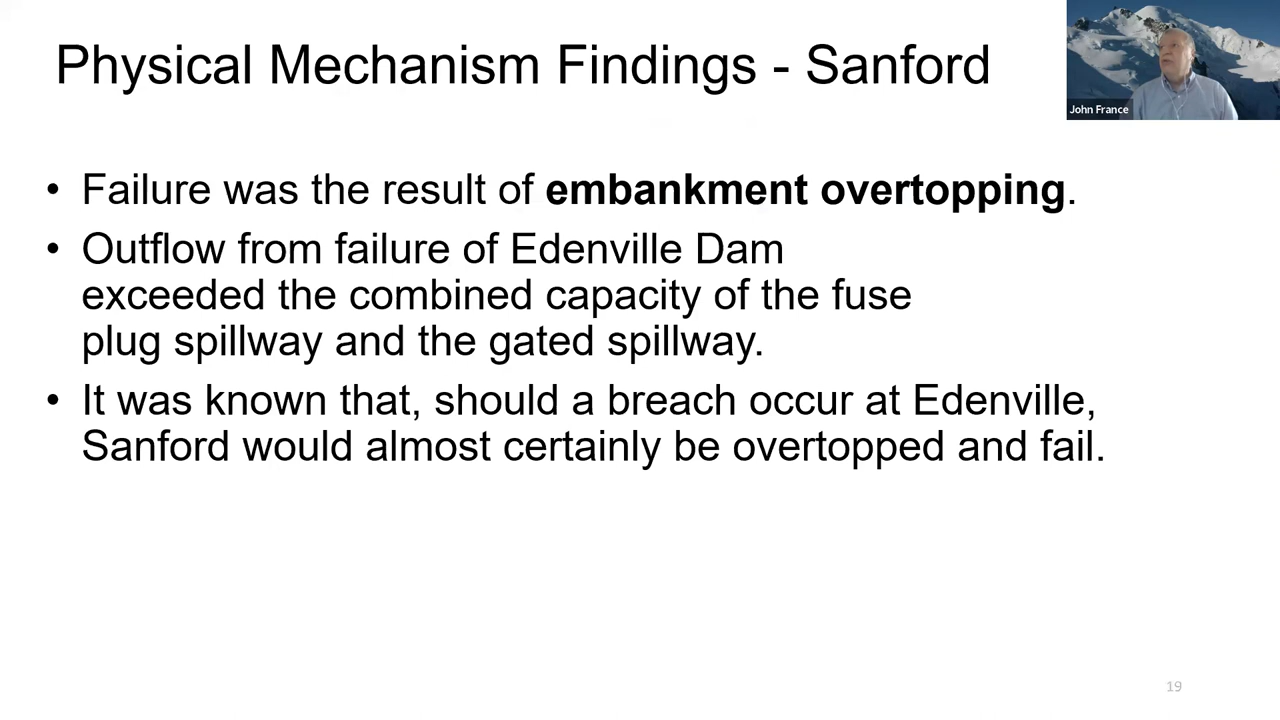 Physical Mechanism Findings - Sanford
John France
• Failure was the result of embankment overtopping.
• Outflow from failure of Edenville Dam
exceeded the combined capacity of the fuse
plug spillway and the gated spillway.
• It was known that, should a breach occur at Edenville,
Sanford would almost certainly be overtopped and fail.
19